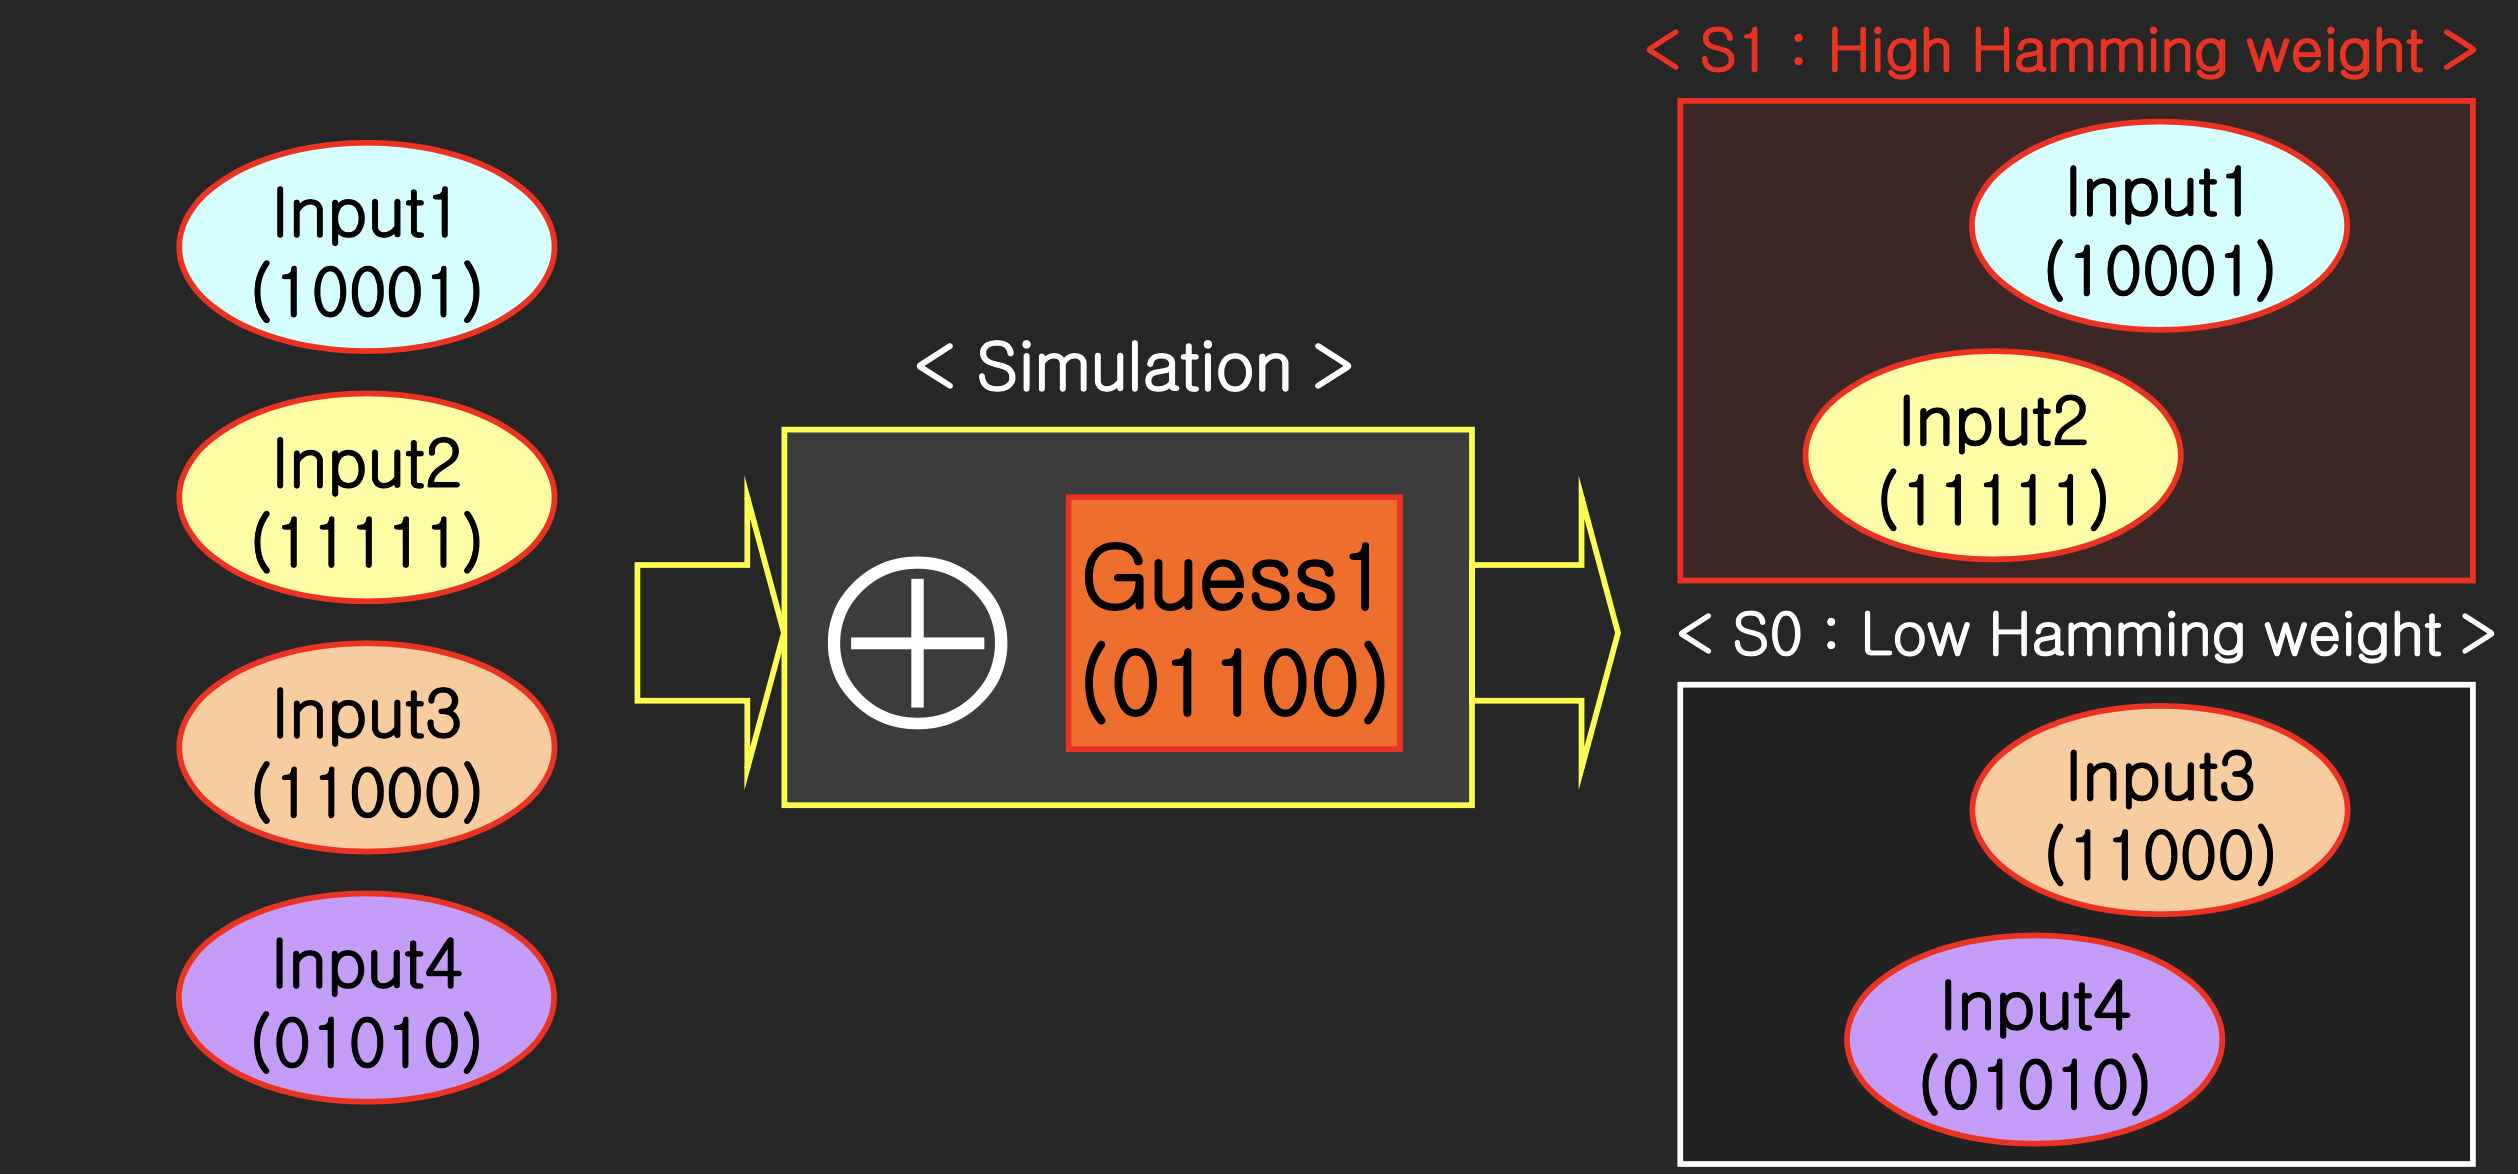 Input1
(10001)
Input2
(11111)
Input3
(11000)
Input4
(01010)
< Simulation >
Guess1
(01100)
< S1 : High Hamming weight >
Input1
(10001)
Input2
(11111)
< S0 : Low Hamming weight >
Input3
(11000)
Input4
(01010)